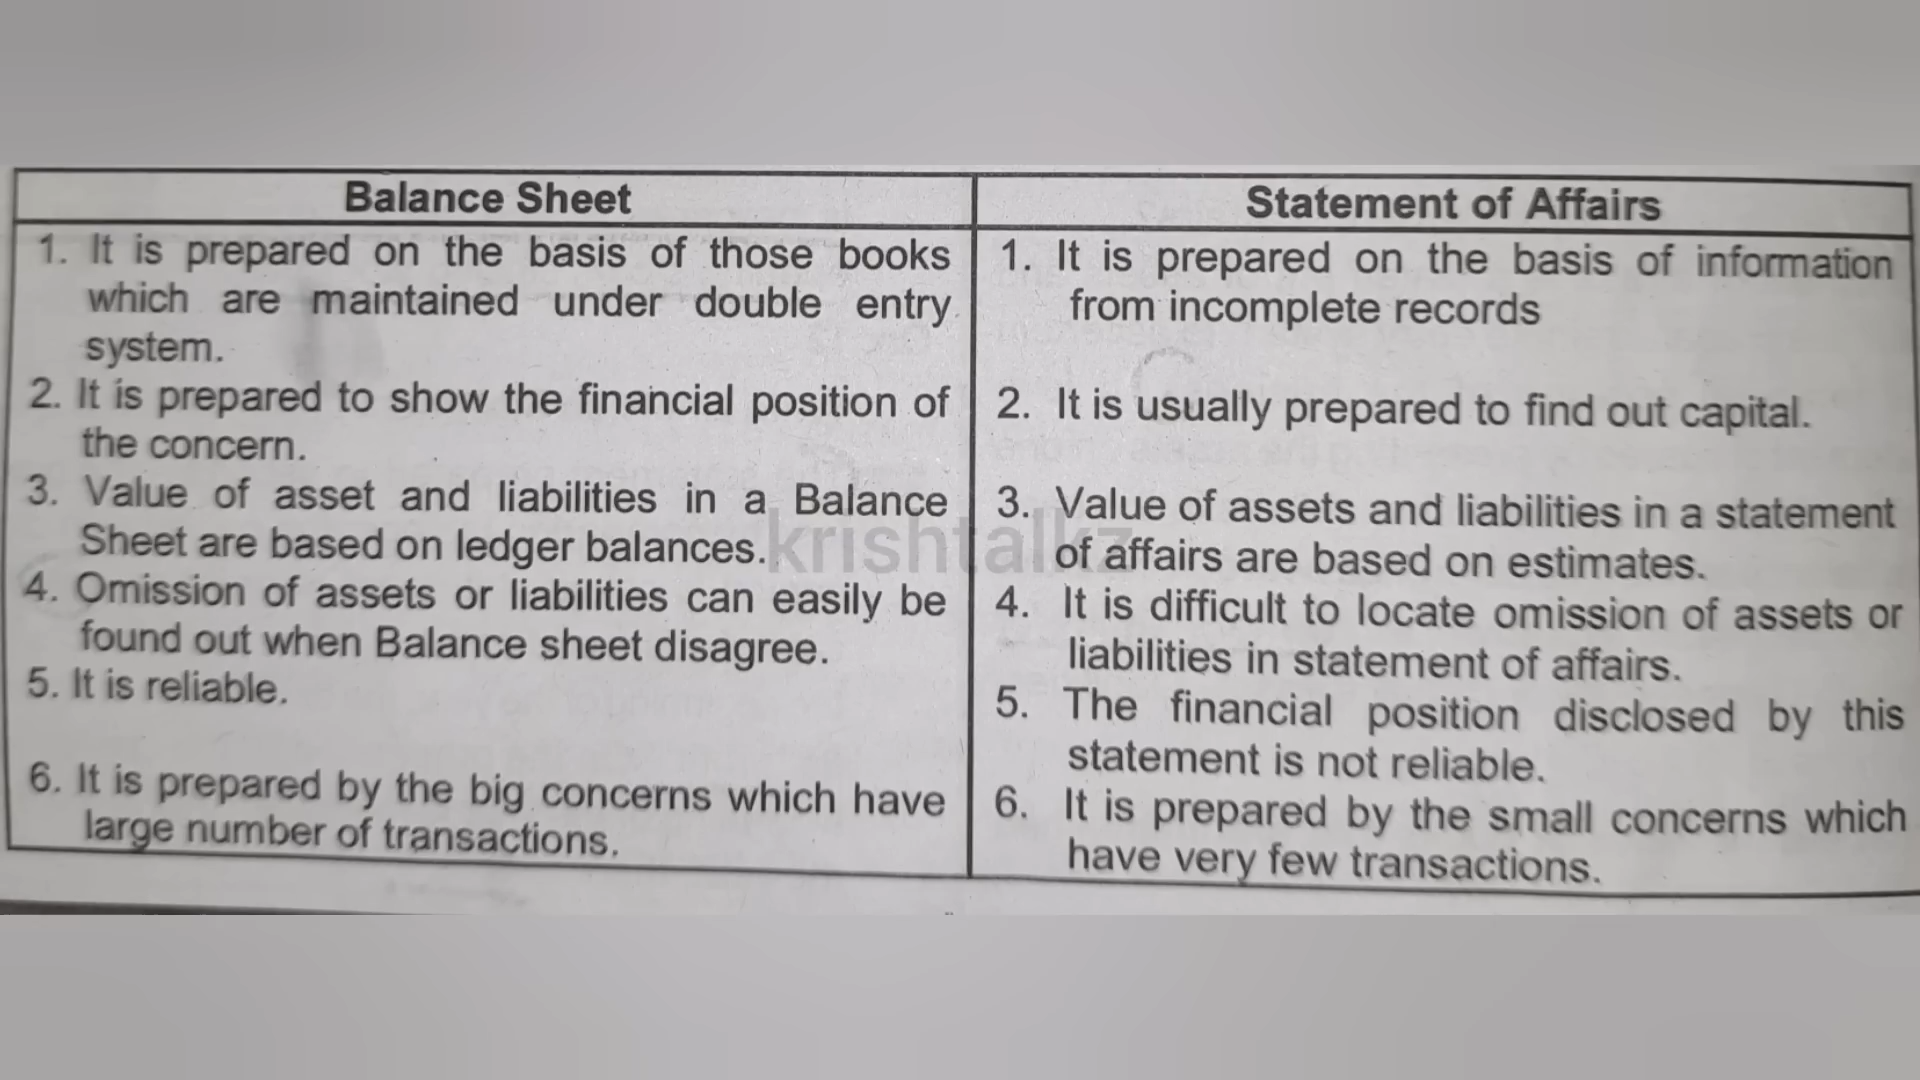 Balance Sheet
1. It is prepared on the basis of those books
which are maintained under double entry
system.
2. It is prepared to show the financial position of
the concern.
3. Value of asset and liabilities in a Balance
Sheet are based on ledger balances.
4. Omission of assets or liabilities can easily be
found out when Balance sheet disagree.
5. It is reliable.
6. It is prepared by the big concerns which have
large number of transactions.
Statement of Affairs
1. It is prepared on the basis of information
from incomplete records
2. It is usually prepared to find out capital.
3. Value of assets and liabilities in a statement
of affairs are based on estimates.
4. It is difficult to locate omission of assets or
liabilities in statement of affairs.
5. The financial position disclosed by this
statement is not reliable.
6. It is prepared by the small concerns which
have very few transactions.
krishtalkz